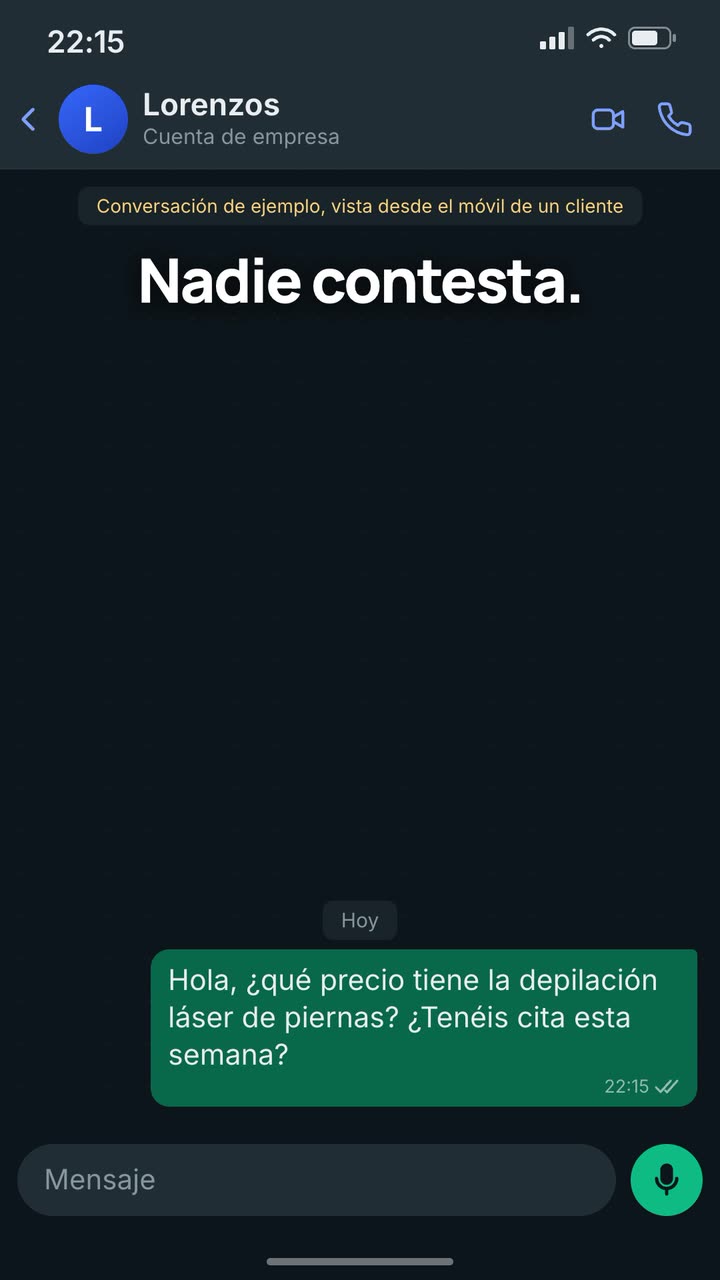 22:15
L
Lorenzos
Cuenta de empresa
Conversación de ejemplo, vista desde el móvil de un cliente
Nadie contesta.
Hoy
Hola, ¿qué precio tiene la depilación
láser de piernas? ¿Tenéis cita esta
semana?
22:15
Mensaje